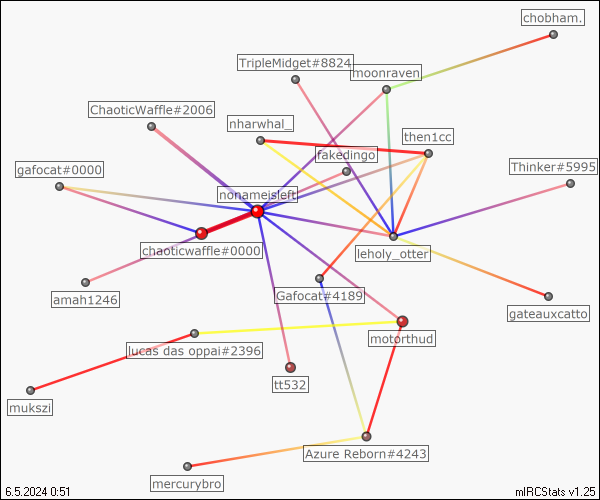 chobham.
TripleMidget#8824
moonraven
ChaoticWaffle#2006
nharwhal_
then1cc
fakedingo
gafocat#0000
Thinker#5995
nonameisleft
chaoticwaffle#0000
leholy_otter
amah1246
Gafocat#4189
gateauxcatto
motorthud
lucas das oppai#2396
tt532
mukszi
Azure Reborn#4243
mercurybro
6.5.2024 0:51
mIRCStats v1.25